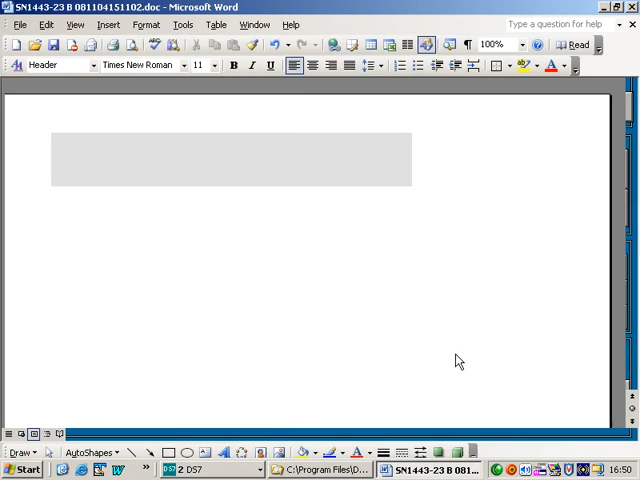 SN1443-23 B 081104151102.doc - Microsoft Word
File Edit View Insert Format Tools Table Window Help Type a question for help
100% Read
Header Times New Roman 11 B I U
Draw AutoShapes
Start 2 DS7 C:\Program Files\D... SN1443-23 B 081... 16:50